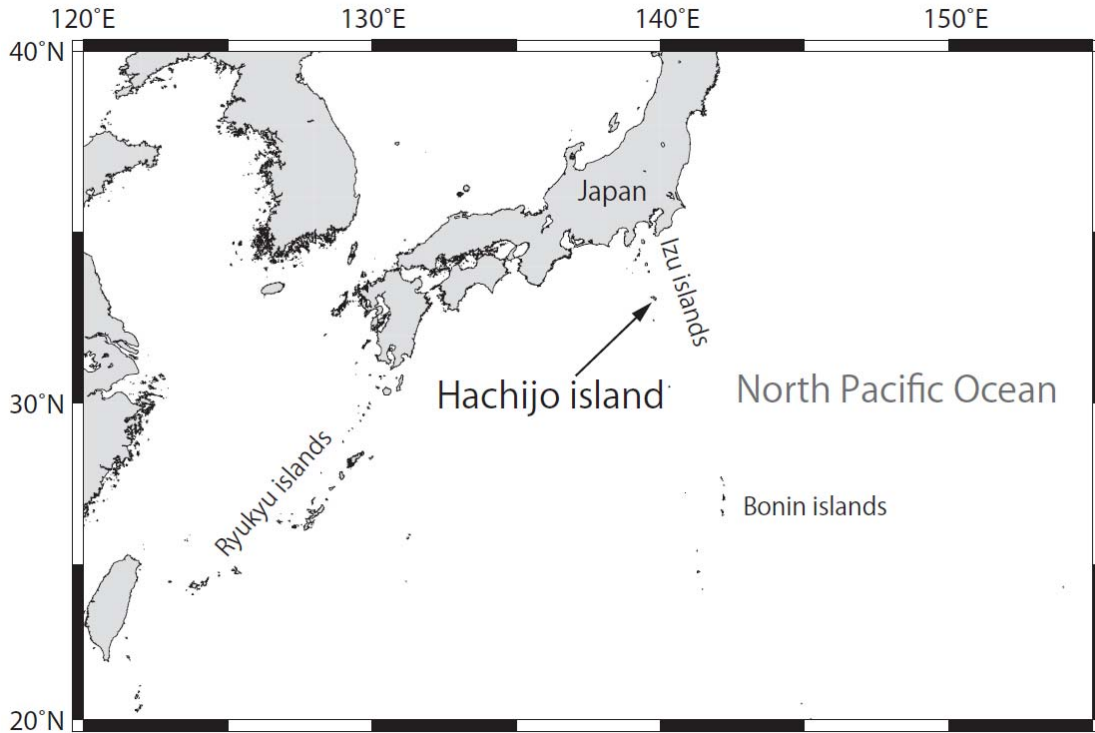 120°E 130°E 140°E 150°E
40°N
Japan
Izu islands
Hachijo island
North Pacific Ocean
30°N
Ryukyu islands
Bonin islands
20°N